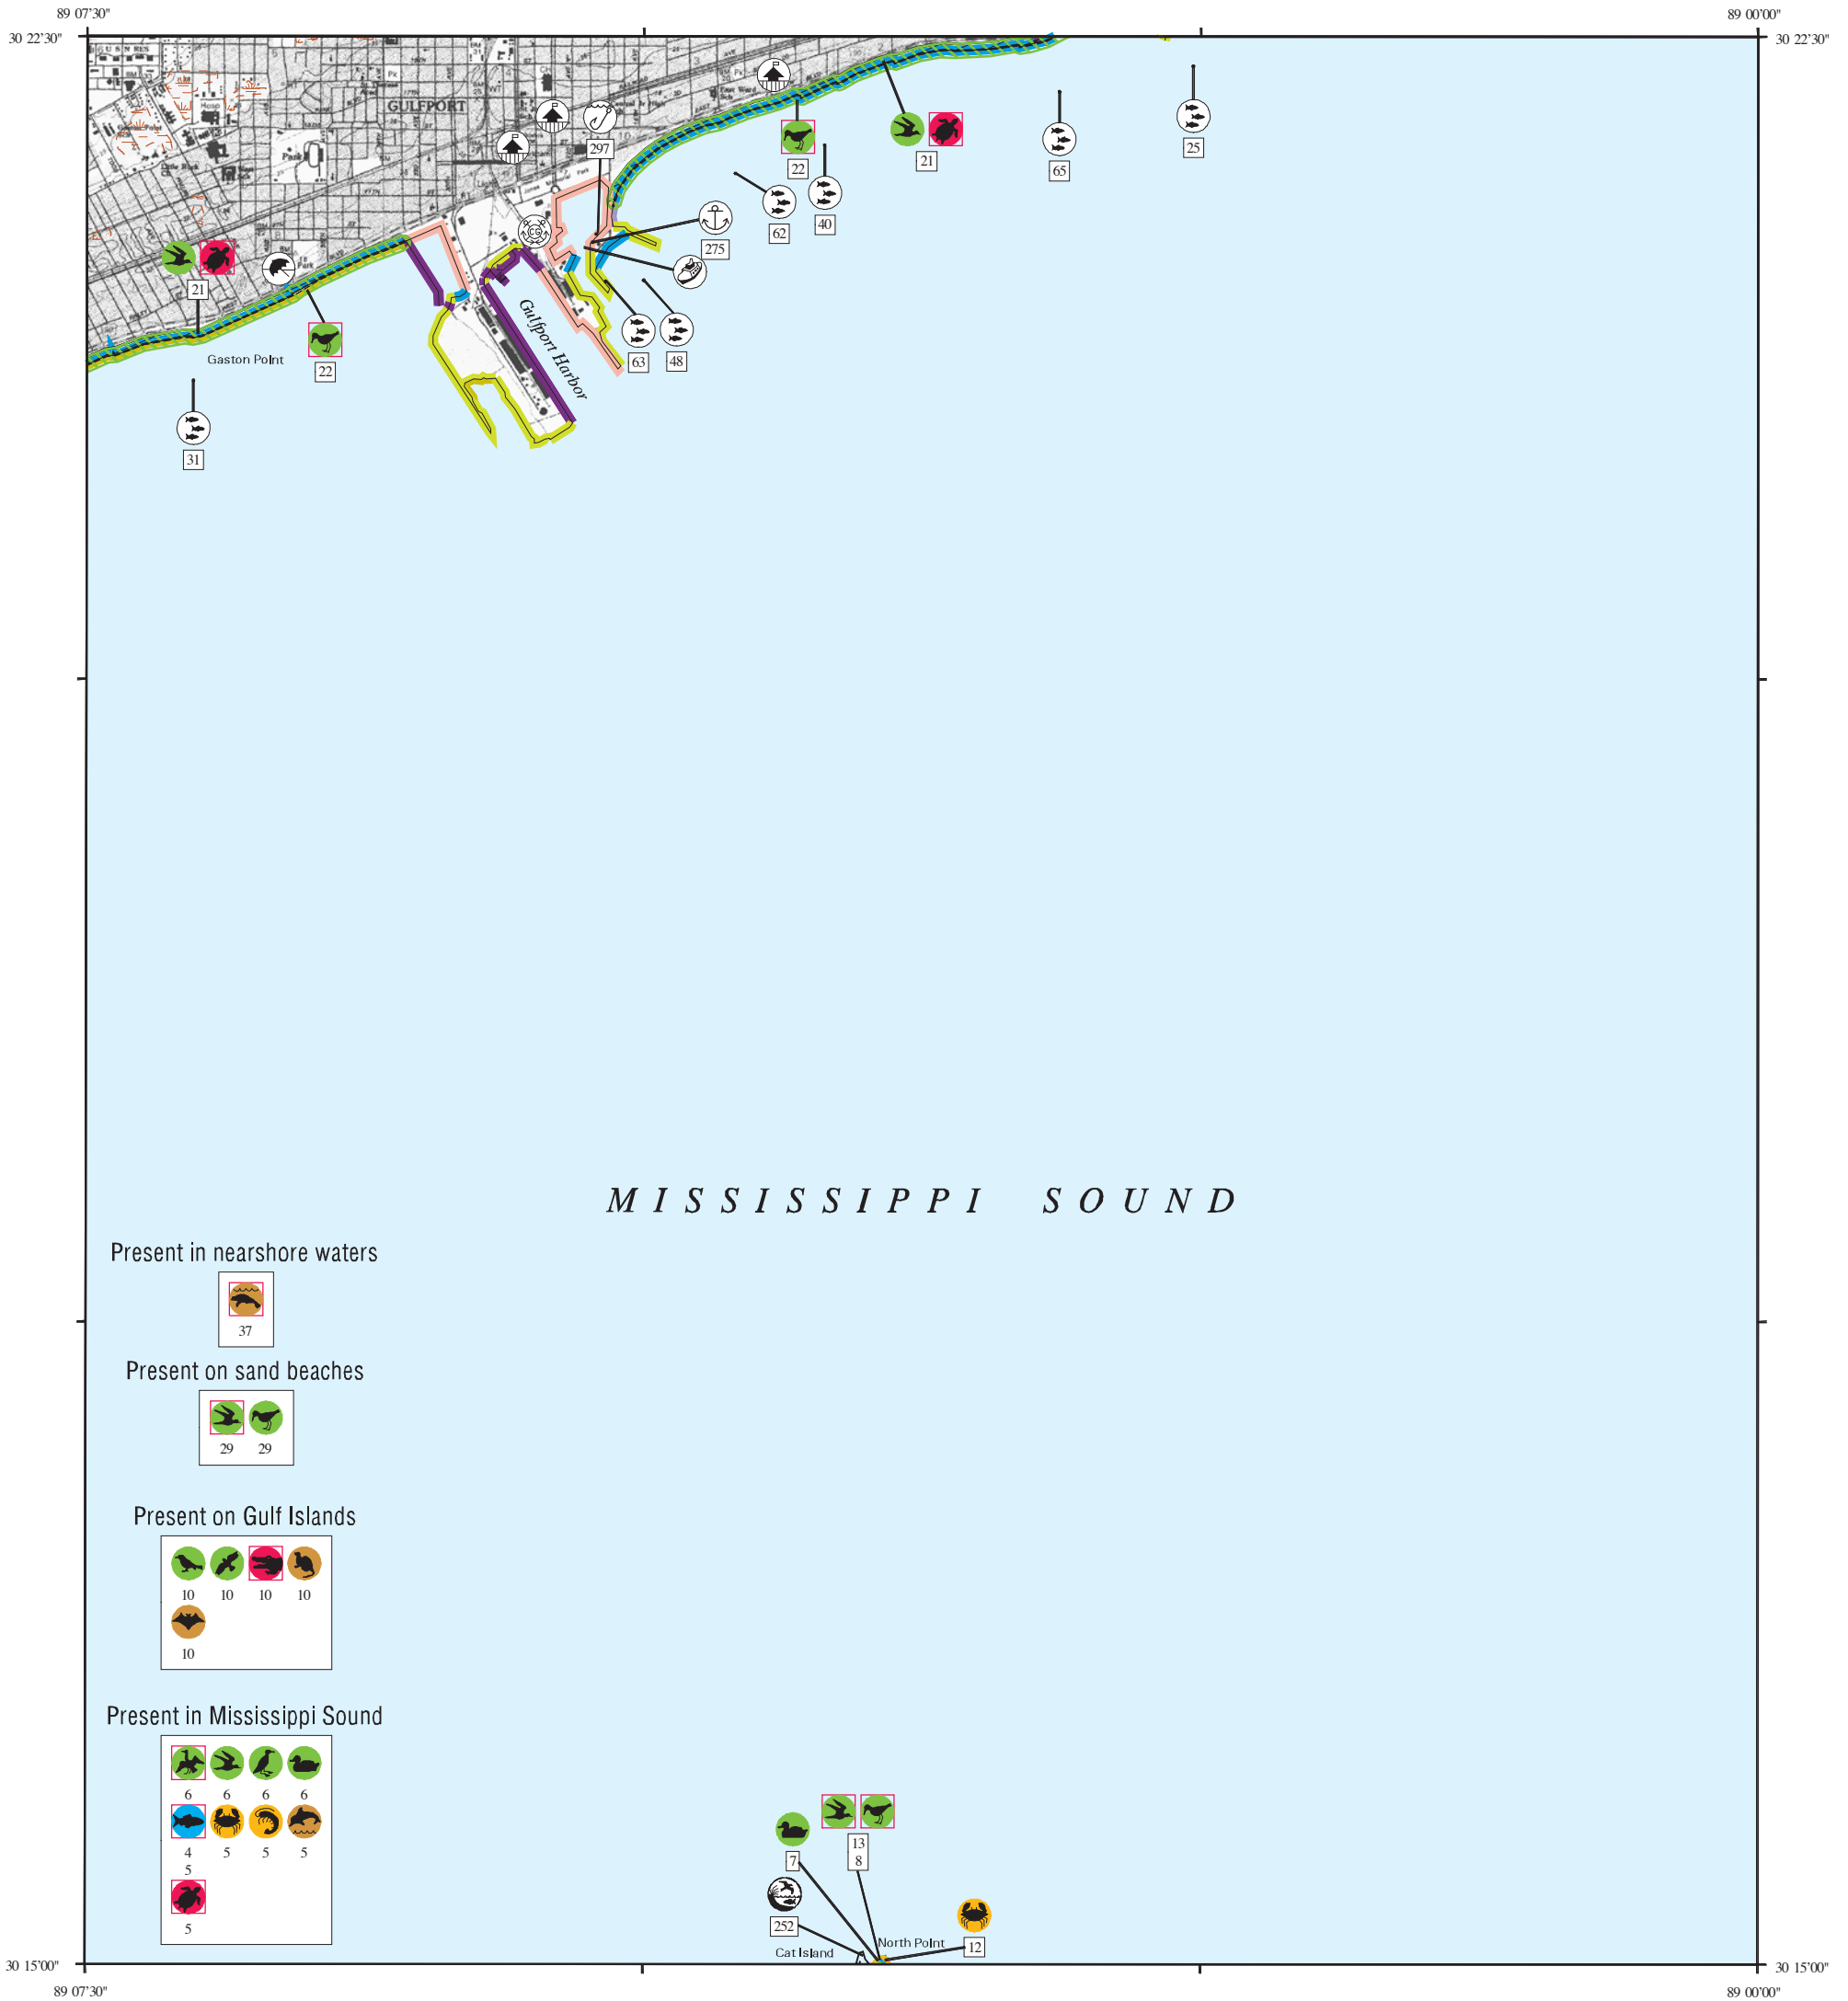 89 07'30"
89 00'00"
30 22'30"
30 22'30"
GULFPORT
Park
Park
297
22
21
65
25
62
40
275
21
Gaston Point
22
Gulfport Harbor
63
48
31
MISSISSIPPI SOUND
Present in nearshore waters
37
Present on sand beaches
29 29
Present on Gulf Islands
10 10 10 10
10
Present in Mississippi Sound
6 6 6 6
4 5 5 5
5
5
7
13
8
252
12
North Point
Cat Island
30 15'00"
30 15'00"
89 07'30"
89 00'00"